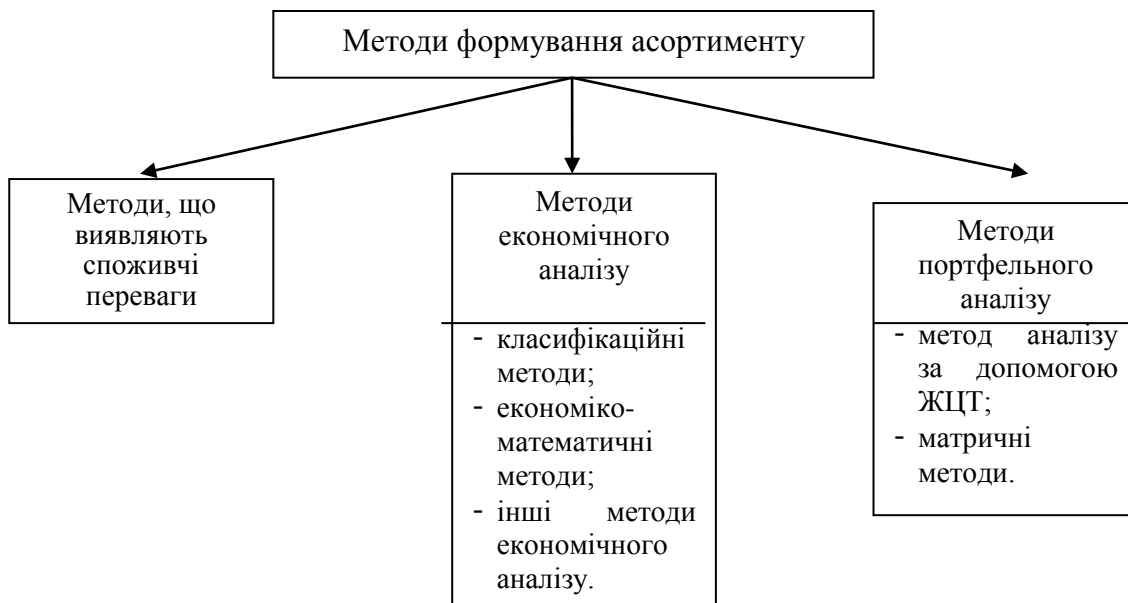 Методи формування асортименту
Методи, що
виявляють
споживчі
переваги
Методи
економічного
аналізу
- класифікаційні
методи;
- економіко-
математичні
методи;
- інші методи
економічного
аналізу.
Методи
портфельного
аналізу
- метод аналізу
за допомогою
ЖЦТ;
- матричні
методи.